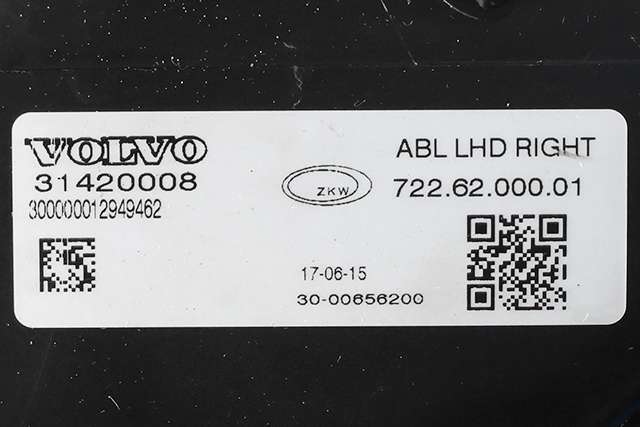 VOLVO
31420008
300000012949462
ZKW
ABL LHD RIGHT
722.62.000.01
17-06-15
30-00656200